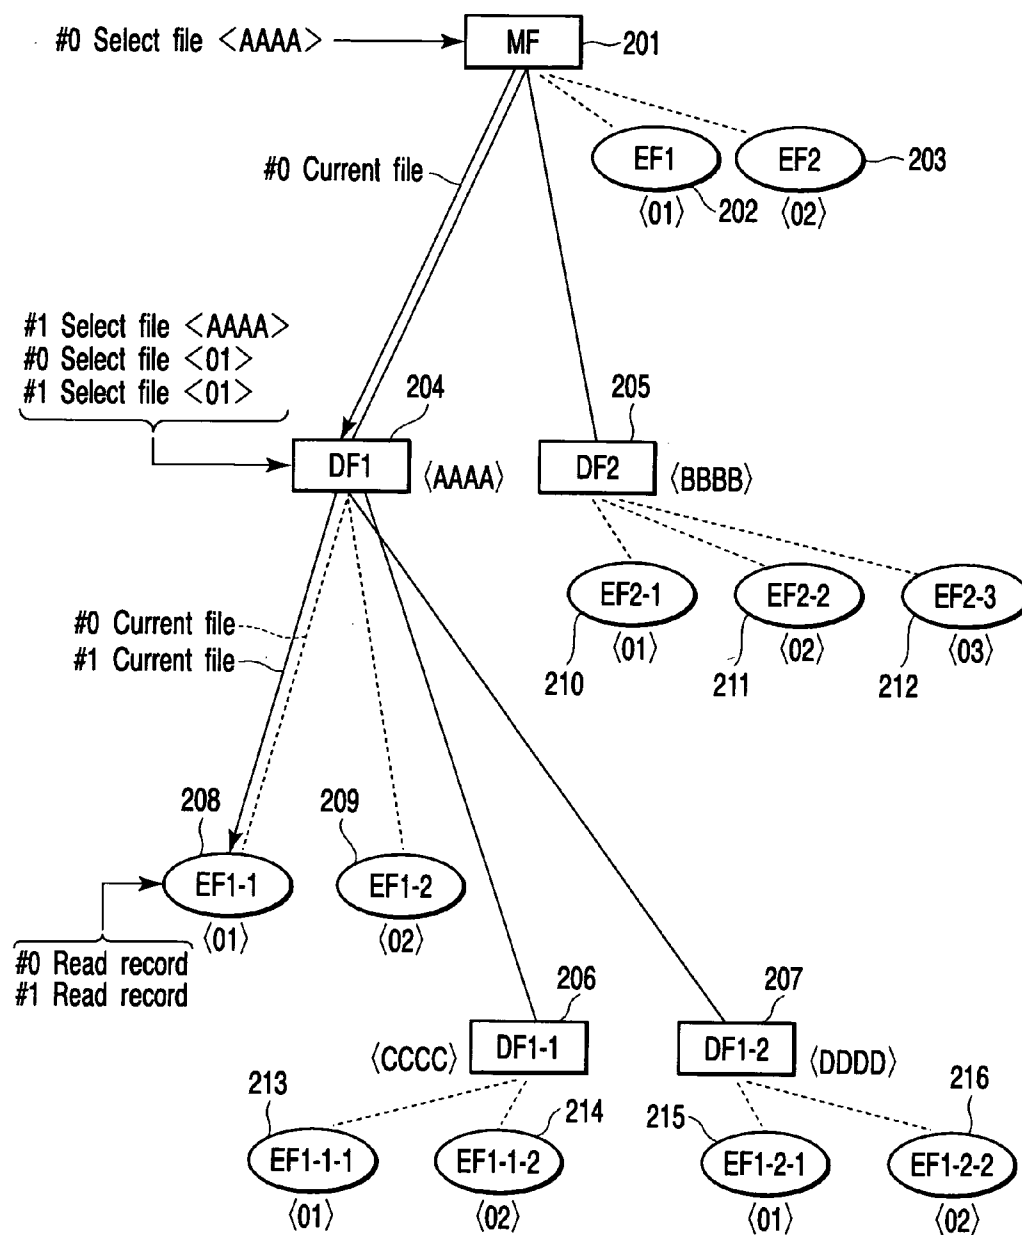 #0 Select file <AAAA>
MF
201
EF1
EF2
203
#0 Current file
〈01〉
202
〈02〉
#1 Select file <AAAA>
#0 Select file <01>
#1 Select file <01>
204
205
DF1
〈AAAA〉
DF2
〈BBBB〉
EF2-1
EF2-2
EF2-3
#0 Current file
#1 Current file
〈01〉
〈02〉
〈03〉
210
211
212
208
209
EF1-1
EF1-2
〈01〉
〈02〉
#0 Read record
#1 Read record
206
207
〈CCCC〉
DF1-1
DF1-2
〈DDDD〉
213
214
215
216
EF1-1-1
EF1-1-2
EF1-2-1
EF1-2-2
〈01〉
〈02〉
〈01〉
〈02〉